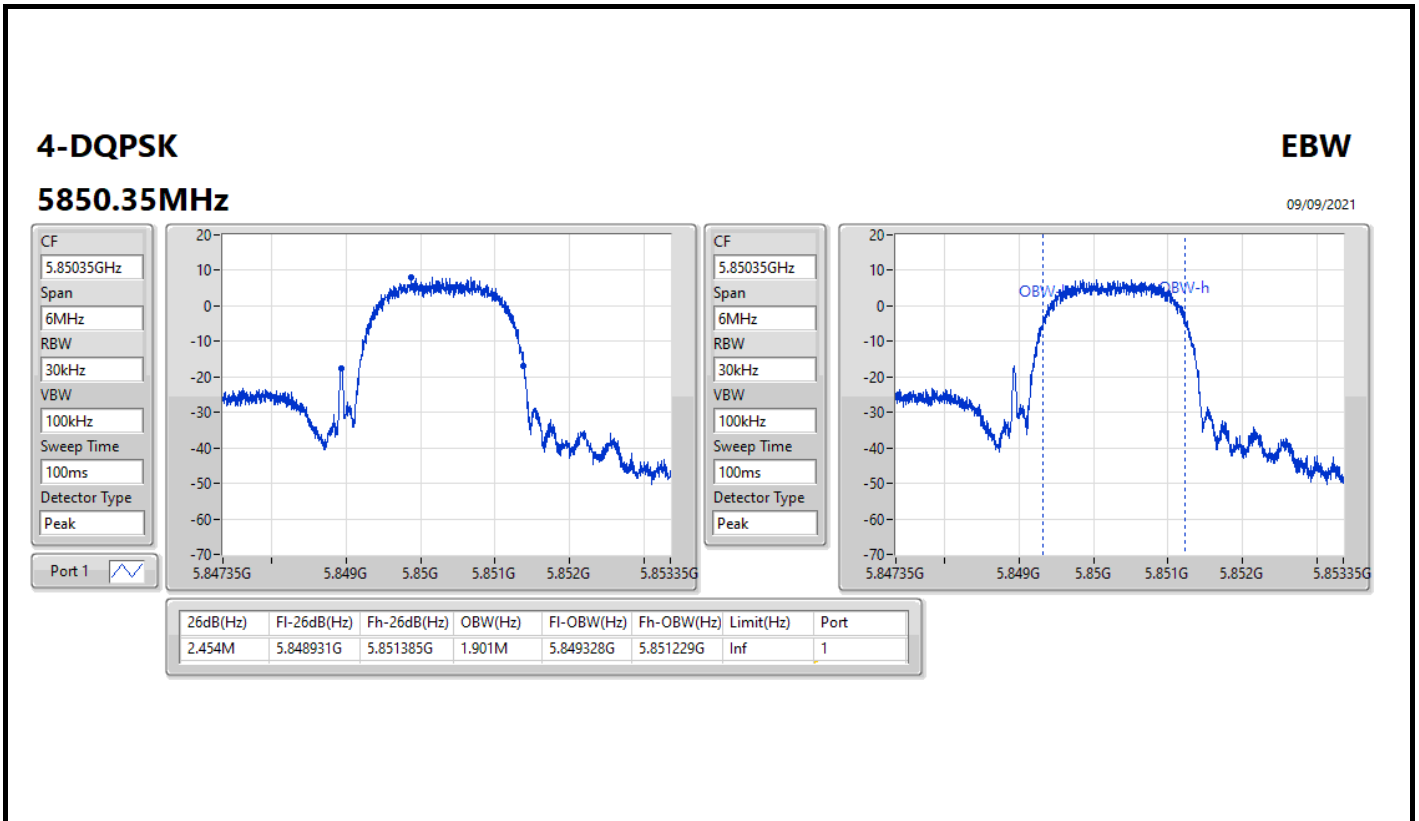 4-DQPSK
EBW
5850.35MHz
09/09/2021
CF
5.85035GHz
Span
6MHz
RBW
30kHz
VBW
100kHz
Sweep Time
100ms
Detector Type
Peak
Port 1
20
10
0
-10
-20
-30
-40
-50
-60
-70
5.84735G 5.849G 5.85G 5.851G 5.852G 5.85335G
CF
5.85035GHz
Span
6MHz
RBW
30kHz
VBW
100kHz
Sweep Time
100ms
Detector Type
Peak
20
10
0
-10
-20
-30
-40
-50
-60
-70
OBW-h
5.84735G 5.849G 5.85G 5.851G 5.852G 5.85335G
26dB(Hz) Fl-26dB(Hz) Fh-26dB(Hz) OBW(Hz) Fl-OBW(Hz) Fh-OBW(Hz) Limit(Hz) Port
2.454M 5.848931G 5.851385G 1.901M 5.849328G 5.851229G Inf 1